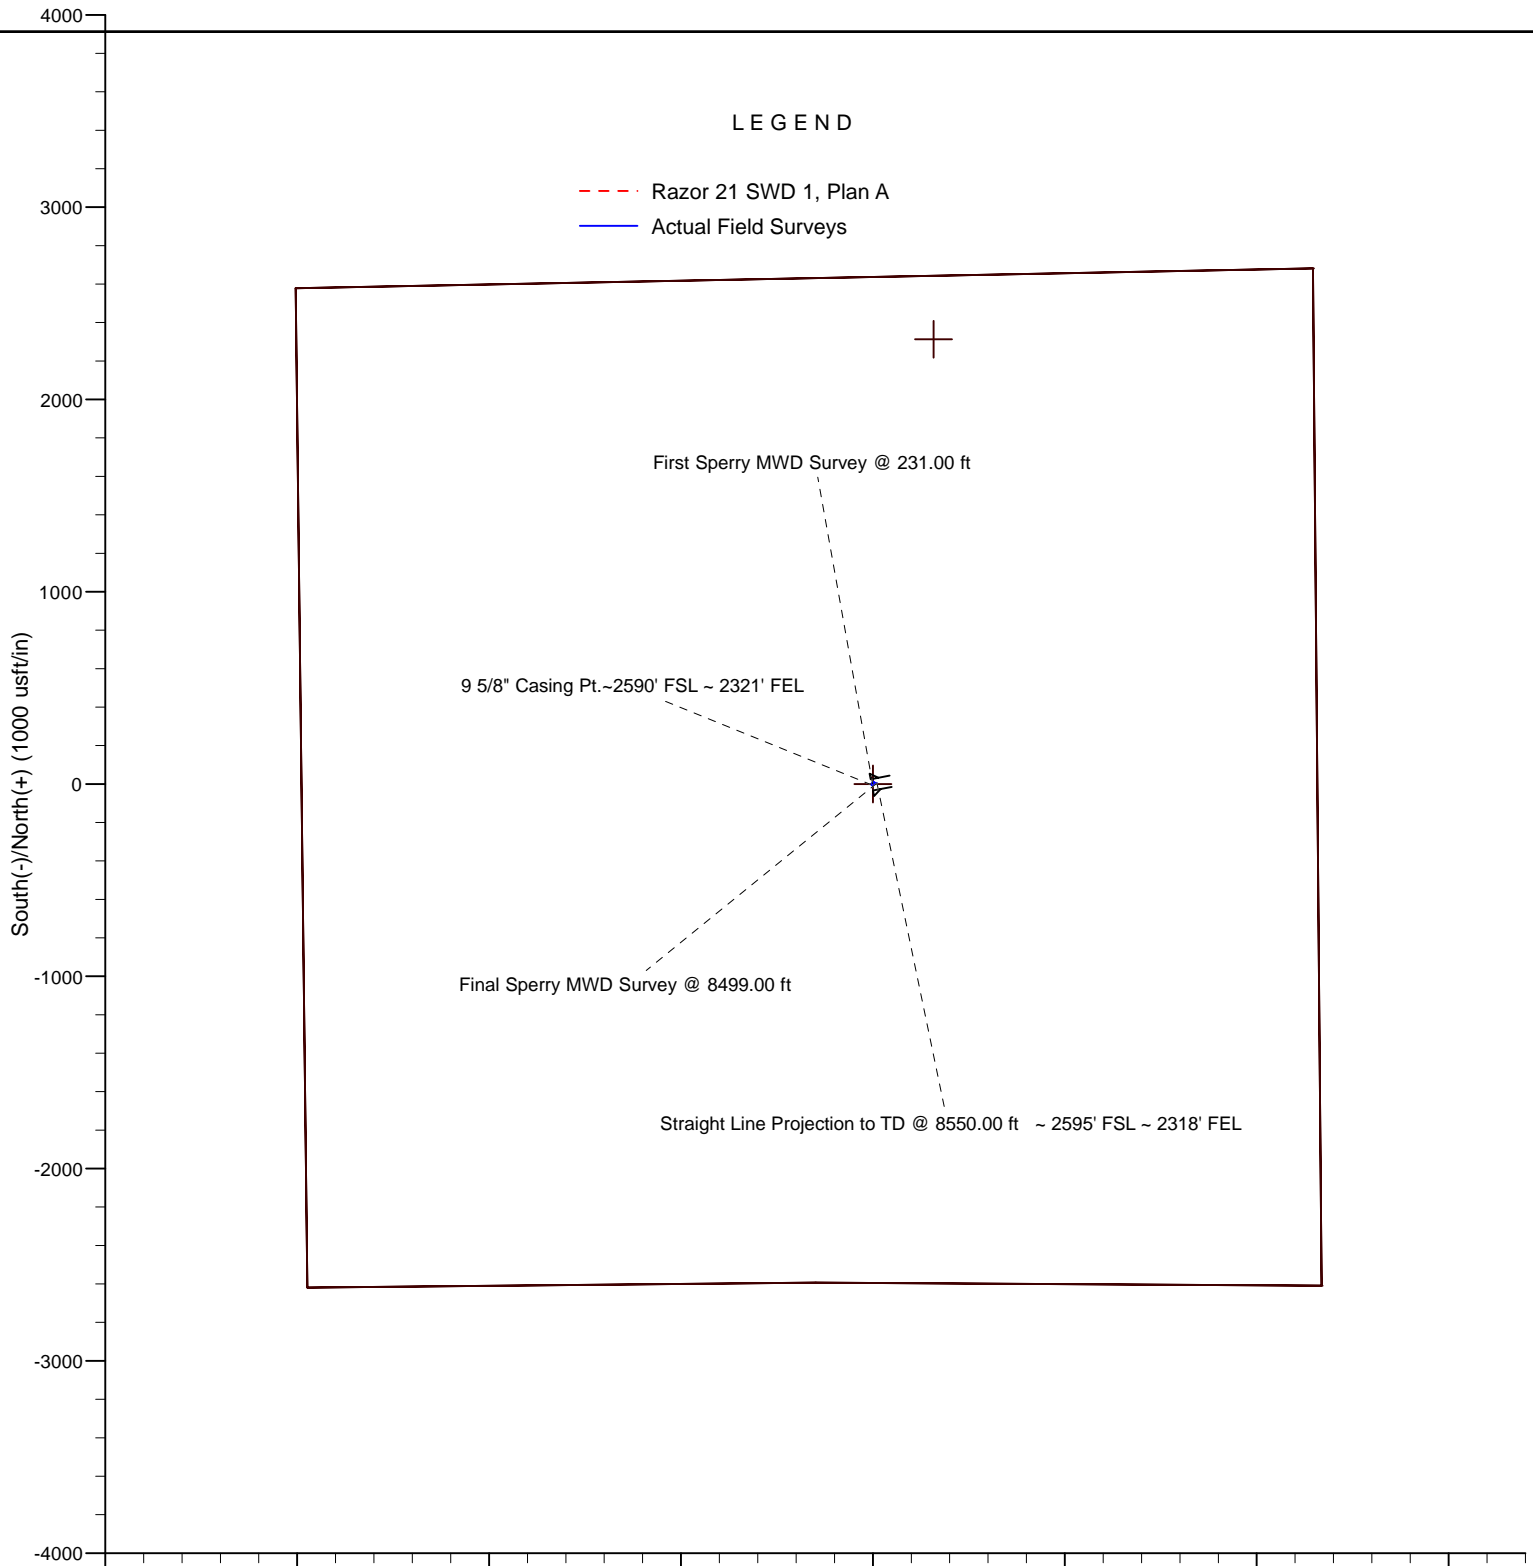 4000
L E G E N D
Razor 21 SWD 1, Plan A
3000
Actual Field Surveys
2000
First Sperry MWD Survey @ 231.00 ft
1000
South(-)/North(+) (1000 usft/in)
9 5/8" Casing Pt.~2590' FSL ~ 2321' FEL
0
-1000
Final Sperry MWD Survey @ 8499.00 ft
Straight Line Projection to TD @ 8550.00 ft ~ 2595' FSL ~ 2318' FEL
-2000
-3000
-4000